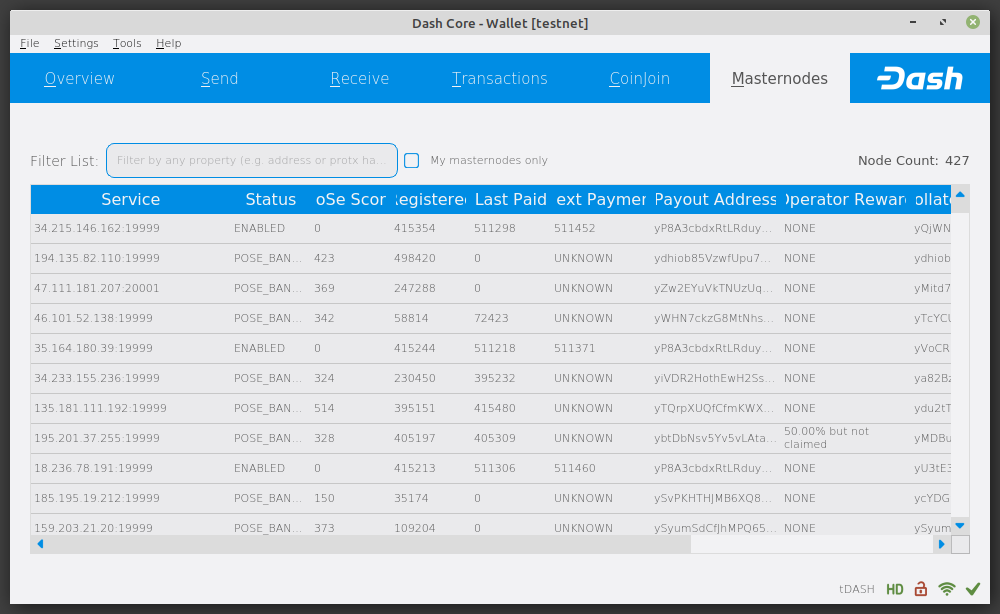 Dash Core - Wallet [testnet]
File Settings Tools Help
Overview Send Receive Transactions CoinJoin Masternodes Dash
Filter List: Filter by any property (e.g. address or protx ha... My masternodes only Node Count: 427
Service Status oSe Scor Registered Last Paid ext Paymer Payout Address Operator Rewar ollate
34.215.146.162:19999 ENABLED 0 415354 511298 511452 yP8A3cbdxRtLRduy... NONE yQjWN
194.135.82.110:19999 POSE_BAN... 423 498420 0 UNKNOWN ydhiob85VzwfUpu7... NONE ydhiob
47.111.181.207:20001 POSE_BAN... 369 247288 0 UNKNOWN yZw2EYuVkTNUzUq... NONE yMitd7
46.101.52.138:19999 POSE_BAN... 342 58814 72423 UNKNOWN yWHN7ckzG8MtNhs... NONE yTcYCU
35.164.180.39:19999 ENABLED 0 415244 511218 511371 yP8A3cbdxRtLRduy... NONE yVoCR
34.233.155.236:19999 POSE_BAN... 324 230450 395232 UNKNOWN yiVDR2HothEwH2Ss... NONE ya82Bz
135.181.111.192:19999 POSE_BAN... 514 395151 415480 UNKNOWN yTQrpXUQfCfmKWX... NONE ydu2tT
195.201.37.255:19999 POSE_BAN... 328 405197 405309 UNKNOWN ybtDbNsv5Yv5vLAta... 50.00% but not claimed yMDBu
18.236.78.191:19999 ENABLED 0 415213 511306 511460 yP8A3cbdxRtLRduy... NONE yU3tE3
185.195.19.212:19999 POSE_BAN... 150 35174 0 UNKNOWN ySvPKHTHJMB6XQ8... NONE ycYDG
159.203.21.20:19999 POSE_BAN... 373 109204 0 UNKNOWN ySyumSdCfJhMPQ65... NONE ySyum
tDASH HD